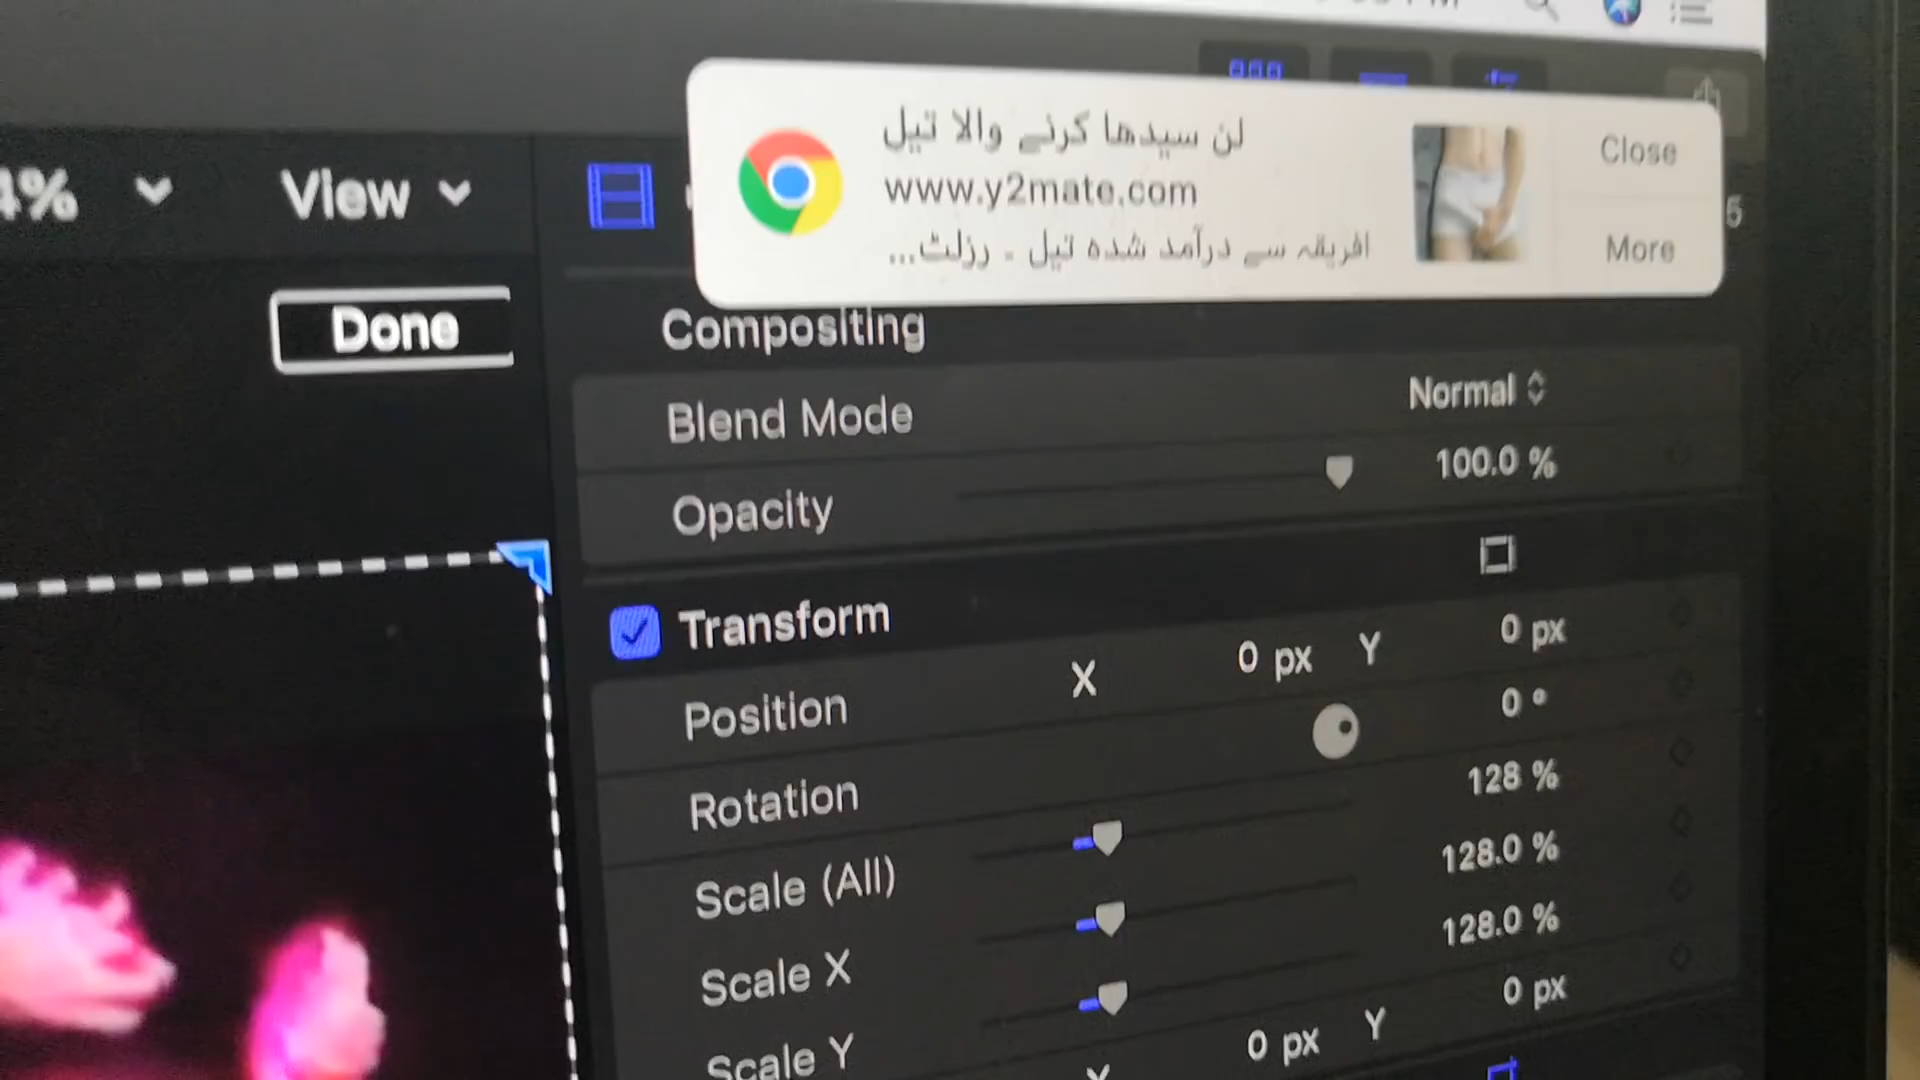 4%
View
Done
لن سیدھا کرنے والا تیل
www.y2mate.com
افریقہ سے درآمد شدہ تیل - رزلٹ...
Close
More
5
Compositing
Blend Mode
Normal
Opacity
100.0 %
Transform
Position
X
0 px
Y
0 px
Rotation
0 °
Scale (All)
128 %
Scale X
128.0 %
Scale Y
128.0 %
0 px
Y
0 px